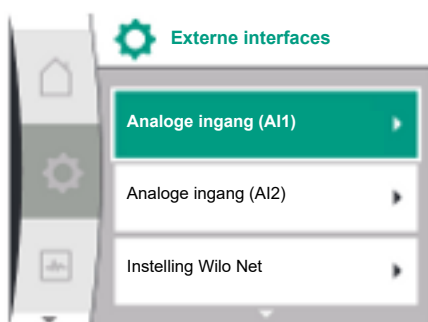 Externe interfaces
Analoge ingang (AI1)
Analoge ingang (AI2)
Instelling Wilo Net